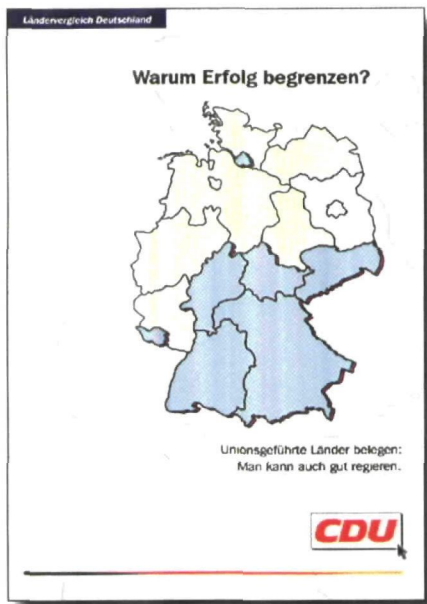 Ländervergleich Deutschland
Warum Erfolg begrenzen?
Unionsgeführte Länder belegen:
Man kann auch gut regieren.
CDU